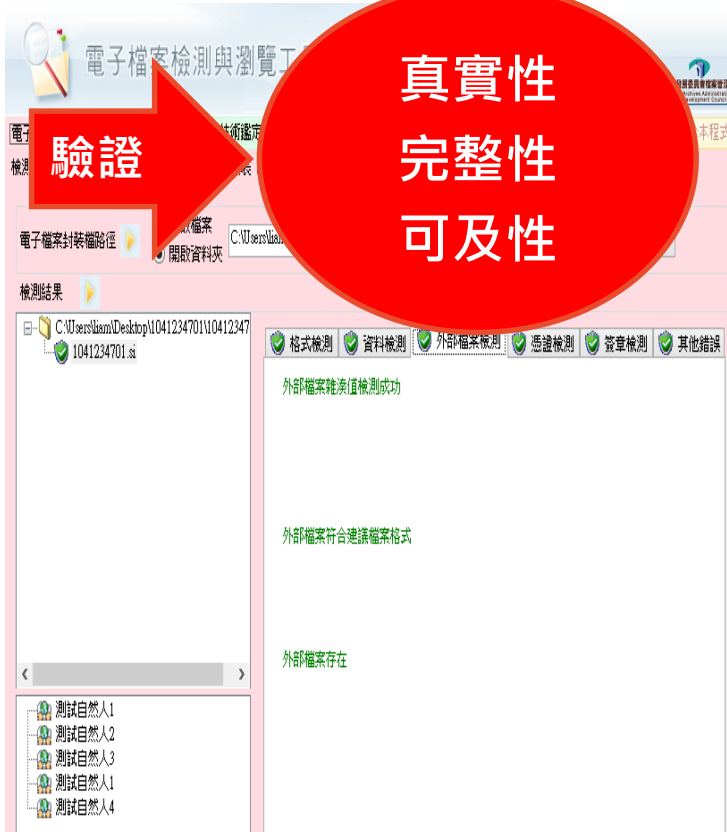 電子檔案檢測與瀏覽工
真實性
完整性
可及性
驗證
電子檔案封裝檔路徑
開啟資料夾
檢測結果
C:\Users\liam\Desktop\1041234701\10412347
1041234701.si
格式檢測
資料檢測
外部檔案檢測
憑證檢測
簽章檢測
其他錯誤
外部檔案雜湊值檢測成功
外部檔案符合建議檔案格式
外部檔案存在
測試自然人1
測試自然人2
測試自然人3
測試自然人1
測試自然人4